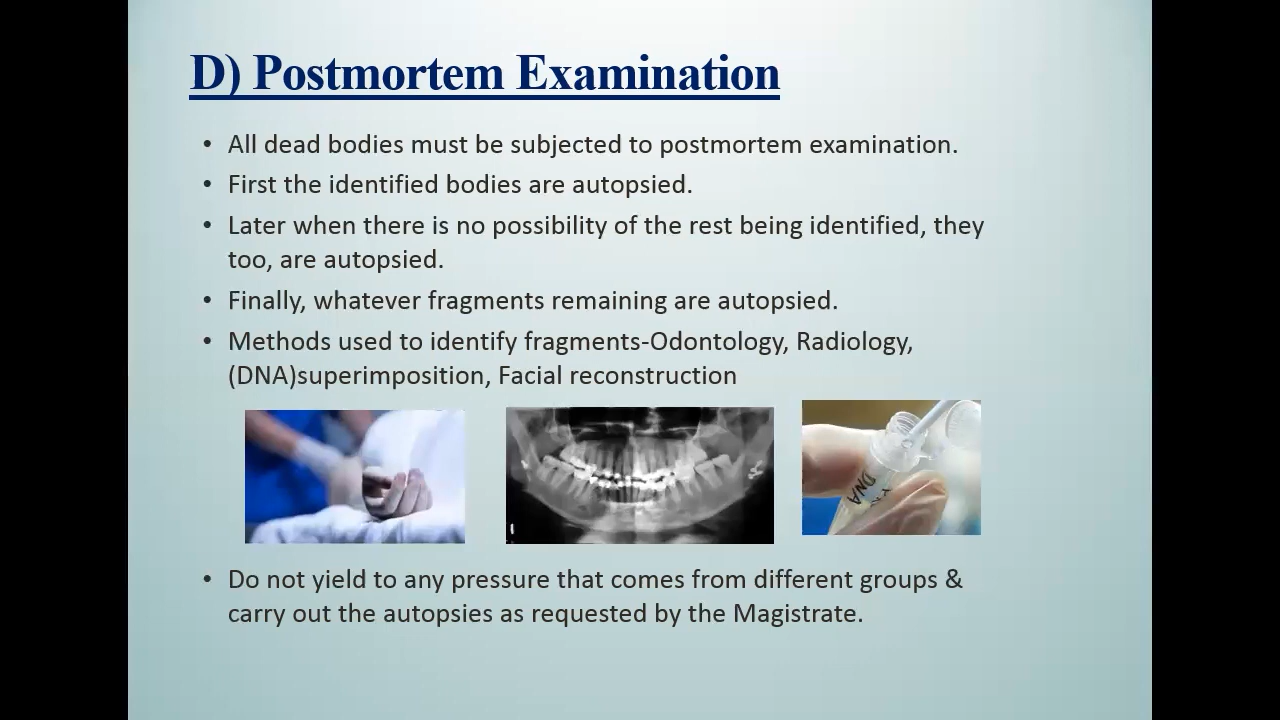 D) Postmortem Examination
• All dead bodies must be subjected to postmortem examination.
• First the identified bodies are autopsied.
• Later when there is no possibility of the rest being identified, they
too, are autopsied.
• Finally, whatever fragments remaining are autopsied.
• Methods used to identify fragments-Odontology, Radiology,
(DNA)superimposition, Facial reconstruction
DNA
• Do not yield to any pressure that comes from different groups &
carry out the autopsies as requested by the Magistrate.